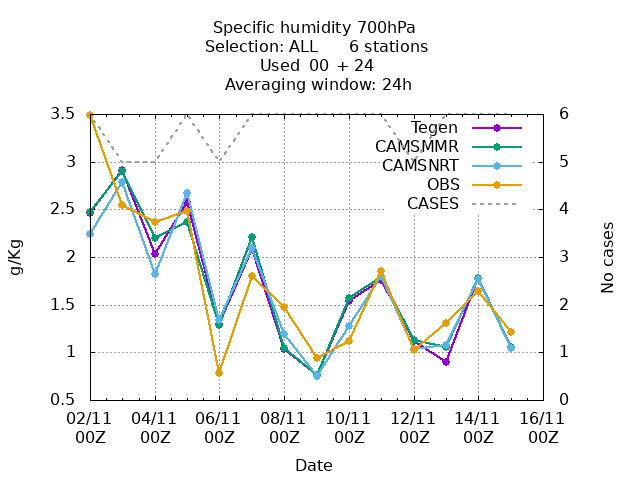 Specific humidity 700hPa
Selection: ALL 6 stations
Used 00 + 24
Averaging window: 24h
3.5
3
2.5
2
1.5
1
0.5
g/Kg
6
5
4
3
2
1
0
No cases
Tegen
CAMSMMR
CAMSNRT
OBS
CASES
02/11 04/11 06/11 08/11 10/11 12/11 14/11 16/11
00Z 00Z 00Z 00Z 00Z 00Z 00Z 00Z
Date